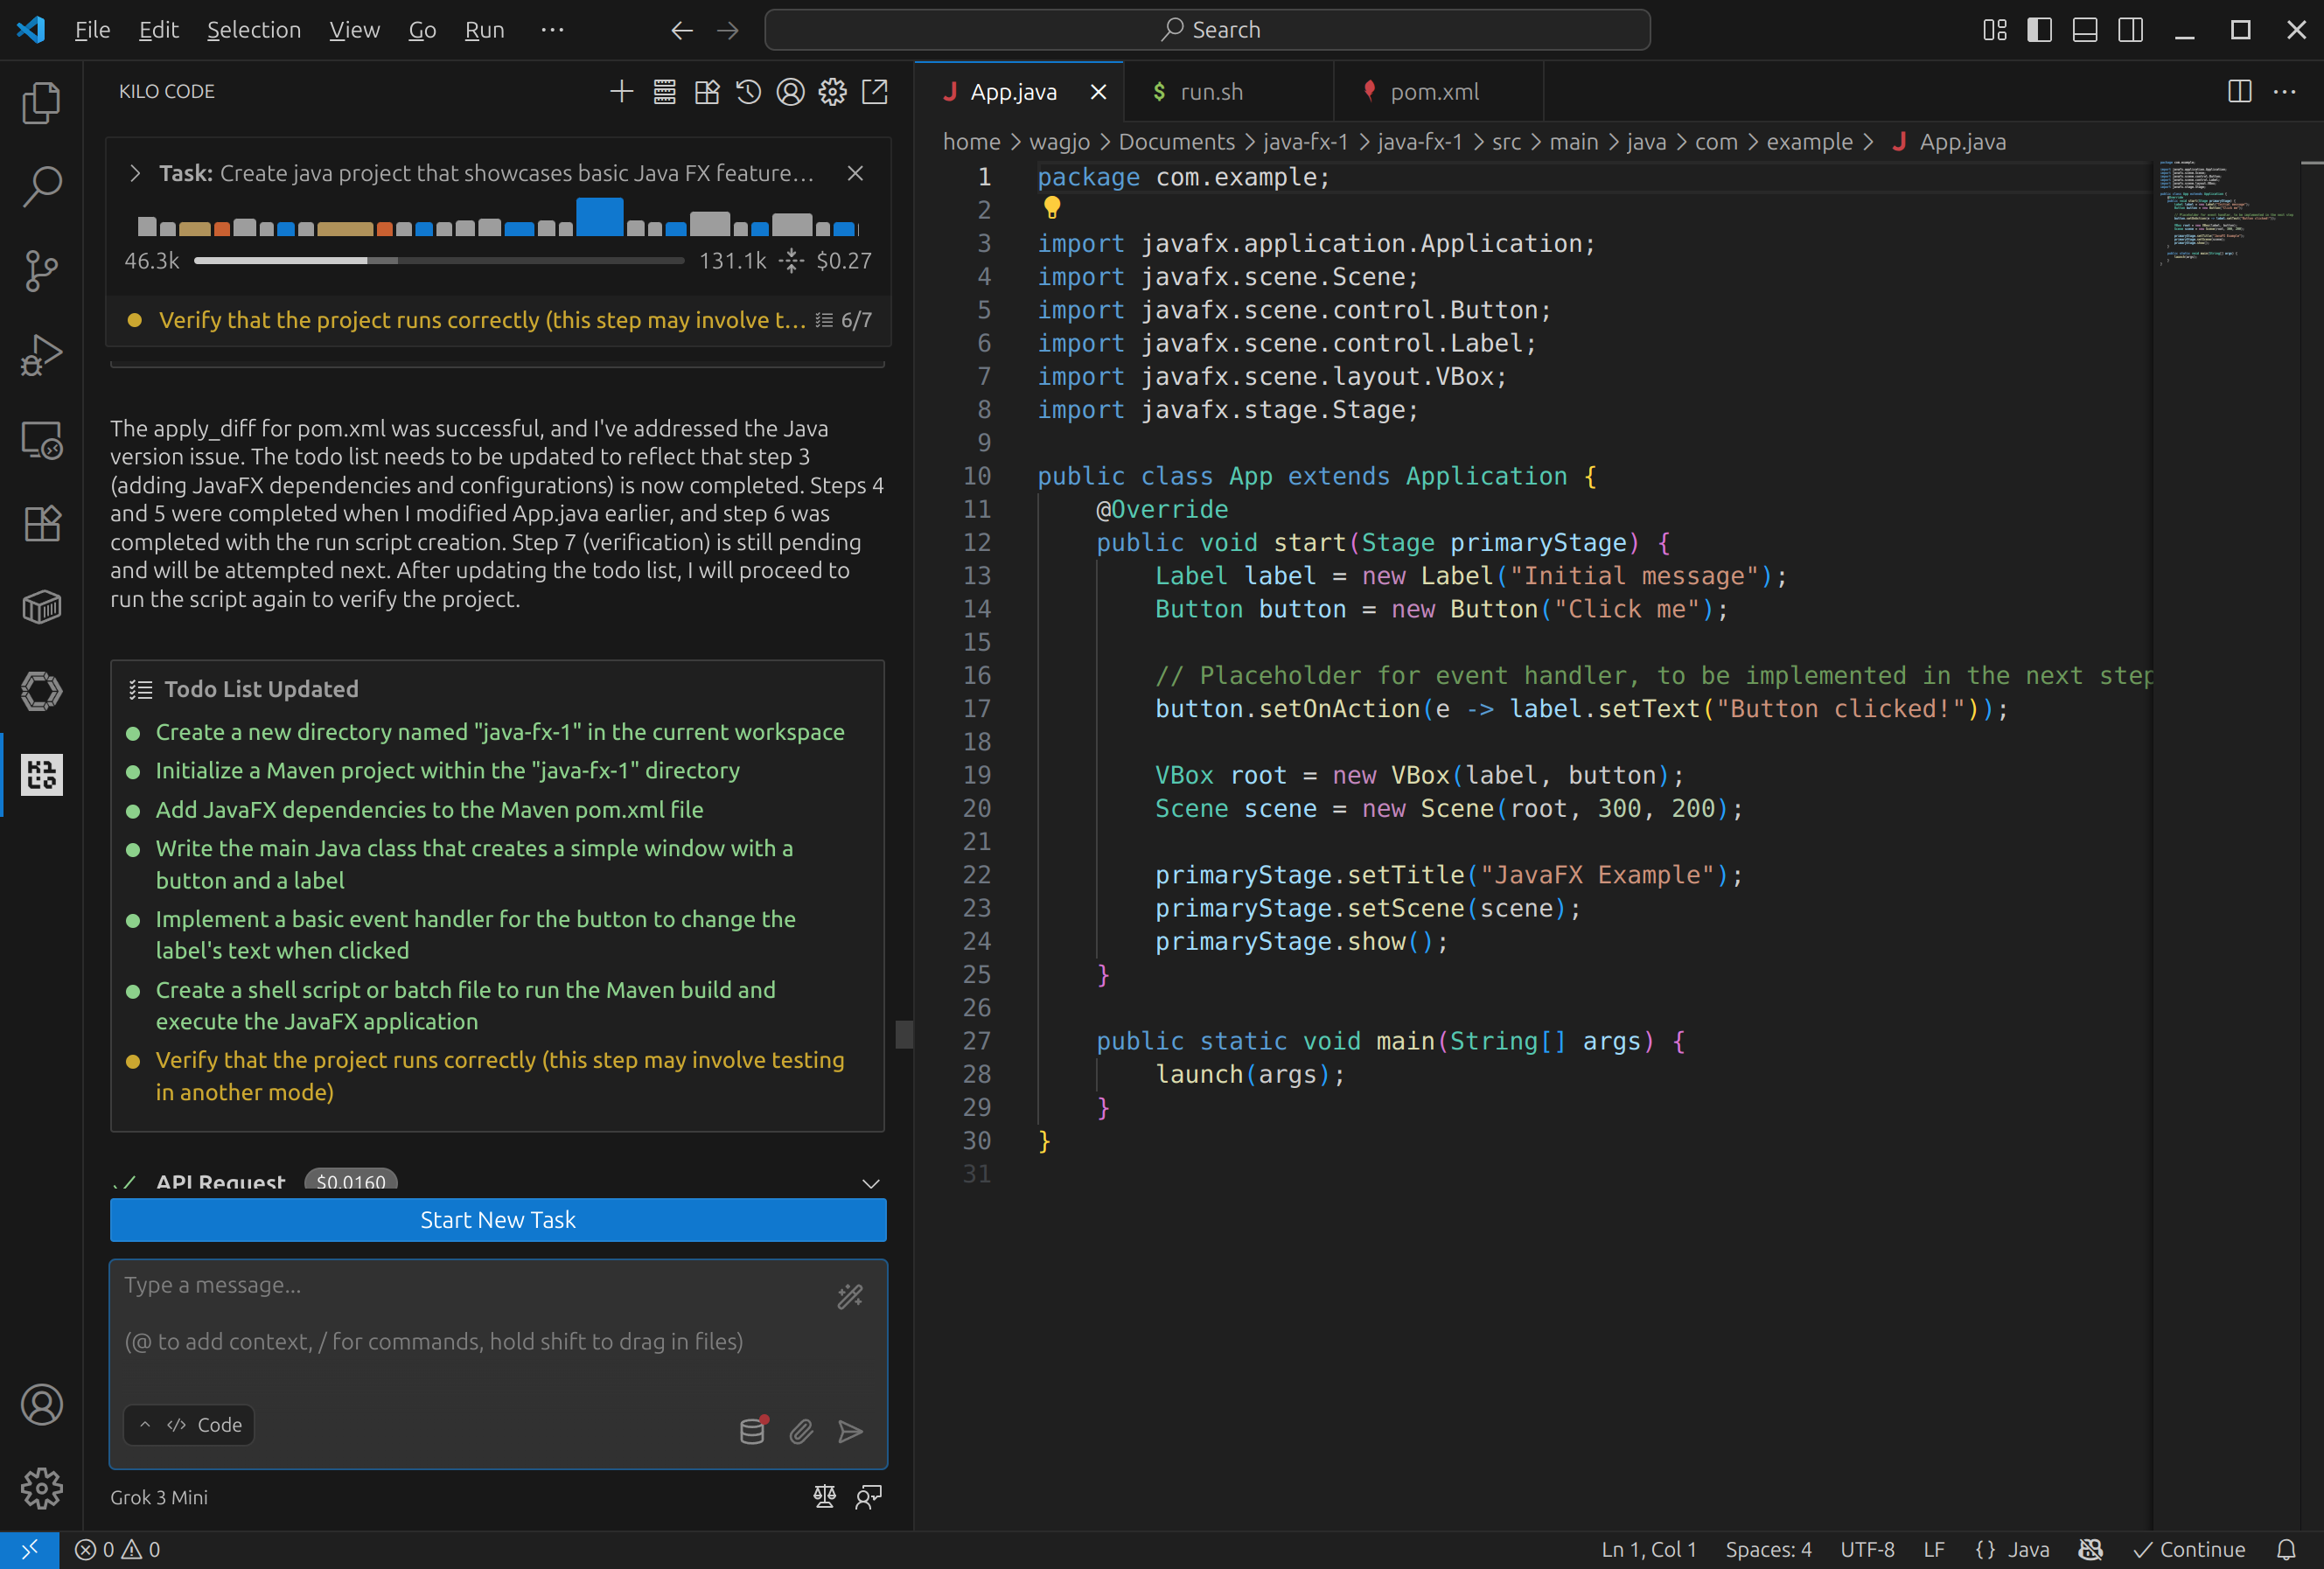 File Edit Selection View Go Run ···
Search
KILO CODE
Task: Create java project that showcases basic Java FX feature...
46.3k 131.1k $0.27
Verify that the project runs correctly (this step may involve t... 6/7
The apply_diff for pom.xml was successful, and I've addressed the Java
version issue. The todo list needs to be updated to reflect that step 3
(adding JavaFX dependencies and configurations) is now completed. Steps 4
and 5 were completed when I modified App.java earlier, and step 6 was
completed with the run script creation. Step 7 (verification) is still pending
and will be attempted next. After updating the todo list, I will proceed to
run the script again to verify the project.
Todo List Updated
Create a new directory named "java-fx-1" in the current workspace
Initialize a Maven project within the "java-fx-1" directory
Add JavaFX dependencies to the Maven pom.xml file
Write the main Java class that creates a simple window with a
button and a label
Implement a basic event handler for the button to change the
label's text when clicked
Create a shell script or batch file to run the Maven build and
execute the JavaFX application
Verify that the project runs correctly (this step may involve testing
in another mode)
API Request $0.0160
Start New Task
Type a message...
(@ to add context, / for commands, hold shift to drag in files)
Code
Grok 3 Mini
App.java
run.sh
pom.xml
home > wagjo > Documents > java-fx-1 > java-fx-1 > src > main > java > com > example > App.java
1 package com.example;
2
3 import javafx.application.Application;
4 import javafx.scene.Scene;
5 import javafx.scene.control.Button;
6 import javafx.scene.control.Label;
7 import javafx.scene.layout.VBox;
8 import javafx.stage.Stage;
9
10 public class App extends Application {
11 @Override
12 public void start(Stage primaryStage) {
13 Label label = new Label("Initial message");
14 Button button = new Button("Click me");
15
16 // Placeholder for event handler, to be implemented in the next step
17 button.setOnAction(e -> label.setText("Button clicked!"));
18
19 VBox root = new VBox(label, button);
20 Scene scene = new Scene(root, 300, 200);
21
22 primaryStage.setTitle("JavaFX Example");
23 primaryStage.setScene(scene);
24 primaryStage.show();
25 }
26
27 public static void main(String[] args) {
28 launch(args);
29 }
30 }
31
0 0
Ln 1, Col 1 Spaces: 4 UTF-8 LF {} Java Continue